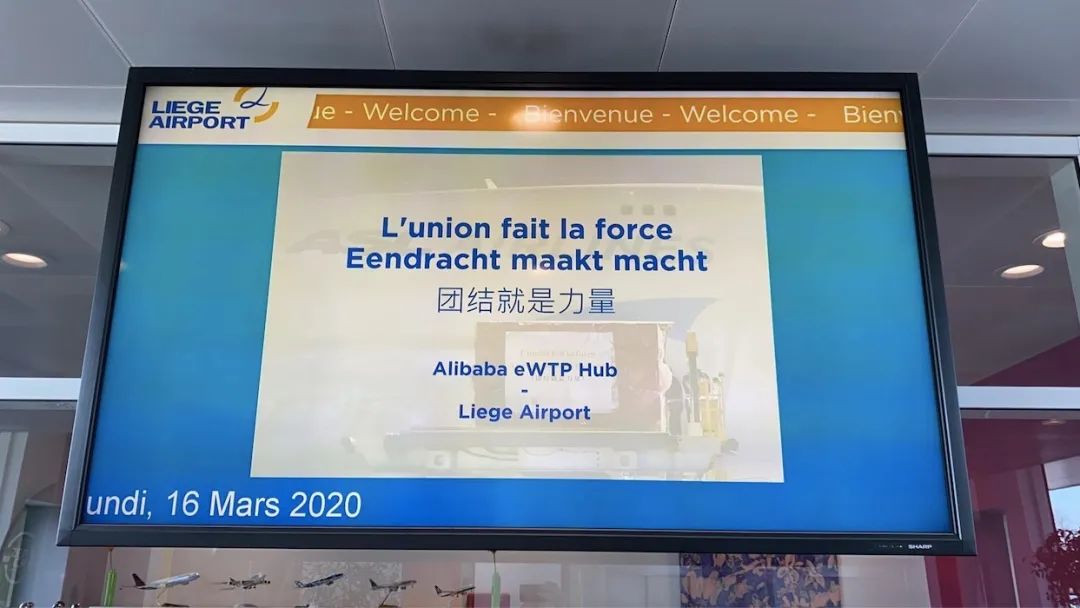 LIEGE
AIRPORT
ue - Welcome - Bienvenue - Welcome - Bien
L'union fait la force
Eendracht maakt macht
团结就是力量
Alibaba eWTP Hub
-
Liege Airport
undi, 16 Mars 2020
SHARP